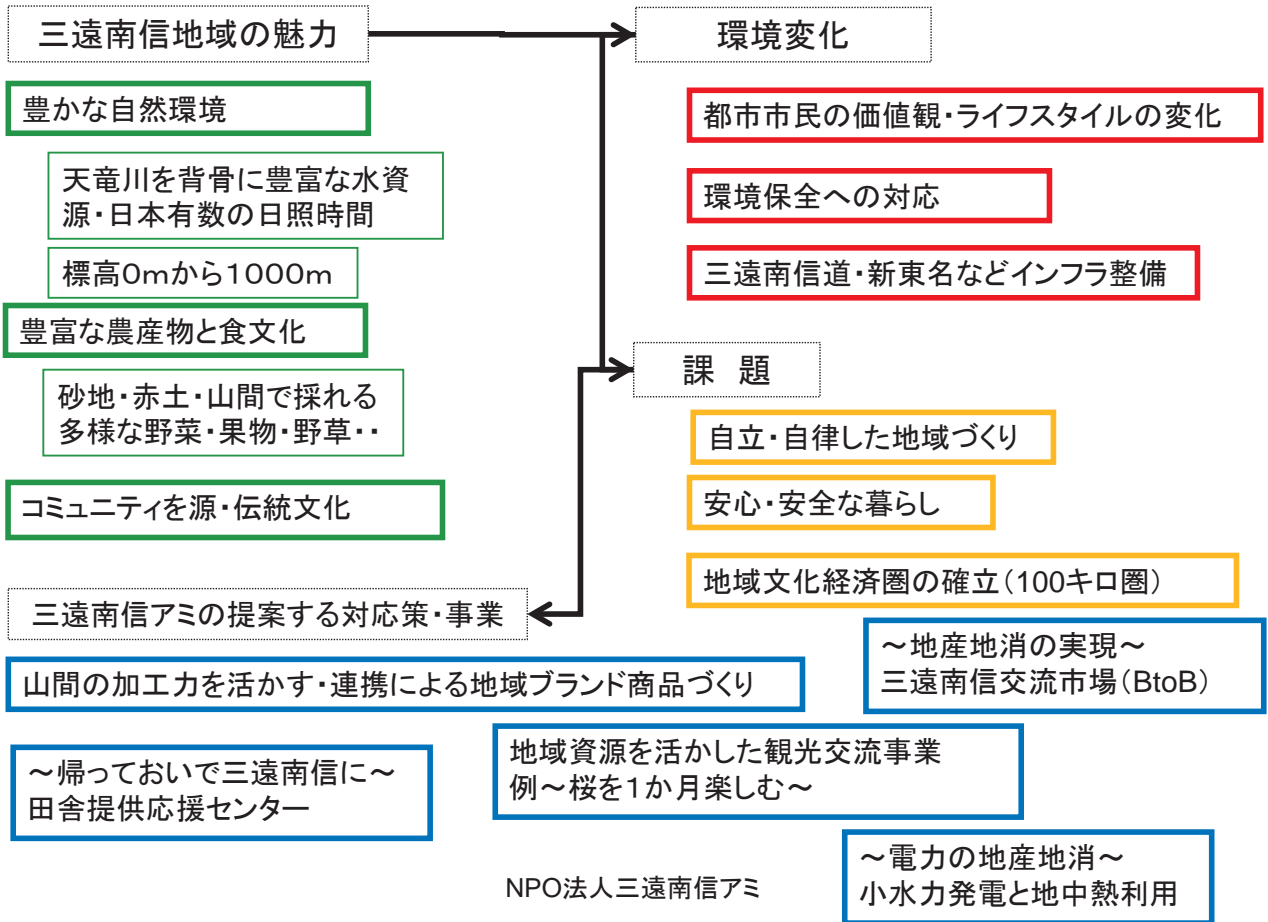 三遠南信地域の魅力
豊かな自然環境
天竜川を背骨に豊富な水資
源・日本有数の日照時間
標高0mから1000m
豊富な農産物と食文化
砂地・赤土・山間で採れる
多様な野菜・果物・野草・・
コミュニティを源・伝統文化
環境変化
都市市民の価値観・ライフスタイルの変化
環境保全への対応
三遠南信道・新東名などインフラ整備
課 題
自立・自律した地域づくり
安心・安全な暮らし
地域文化経済圏の確立(100キロ圏)
三遠南信アミの提案する対応策・事業
山間の加工力を活かす・連携による地域ブランド商品づくり
～地産地消の実現～
三遠南信交流市場(BtoB)
～帰っておいで三遠南信に～
田舎提供応援センター
地域資源を活かした観光交流事業
例～桜を1か月楽しむ～
～電力の地産地消～
小水力発電と地中熱利用
NPO法人三遠南信アミ